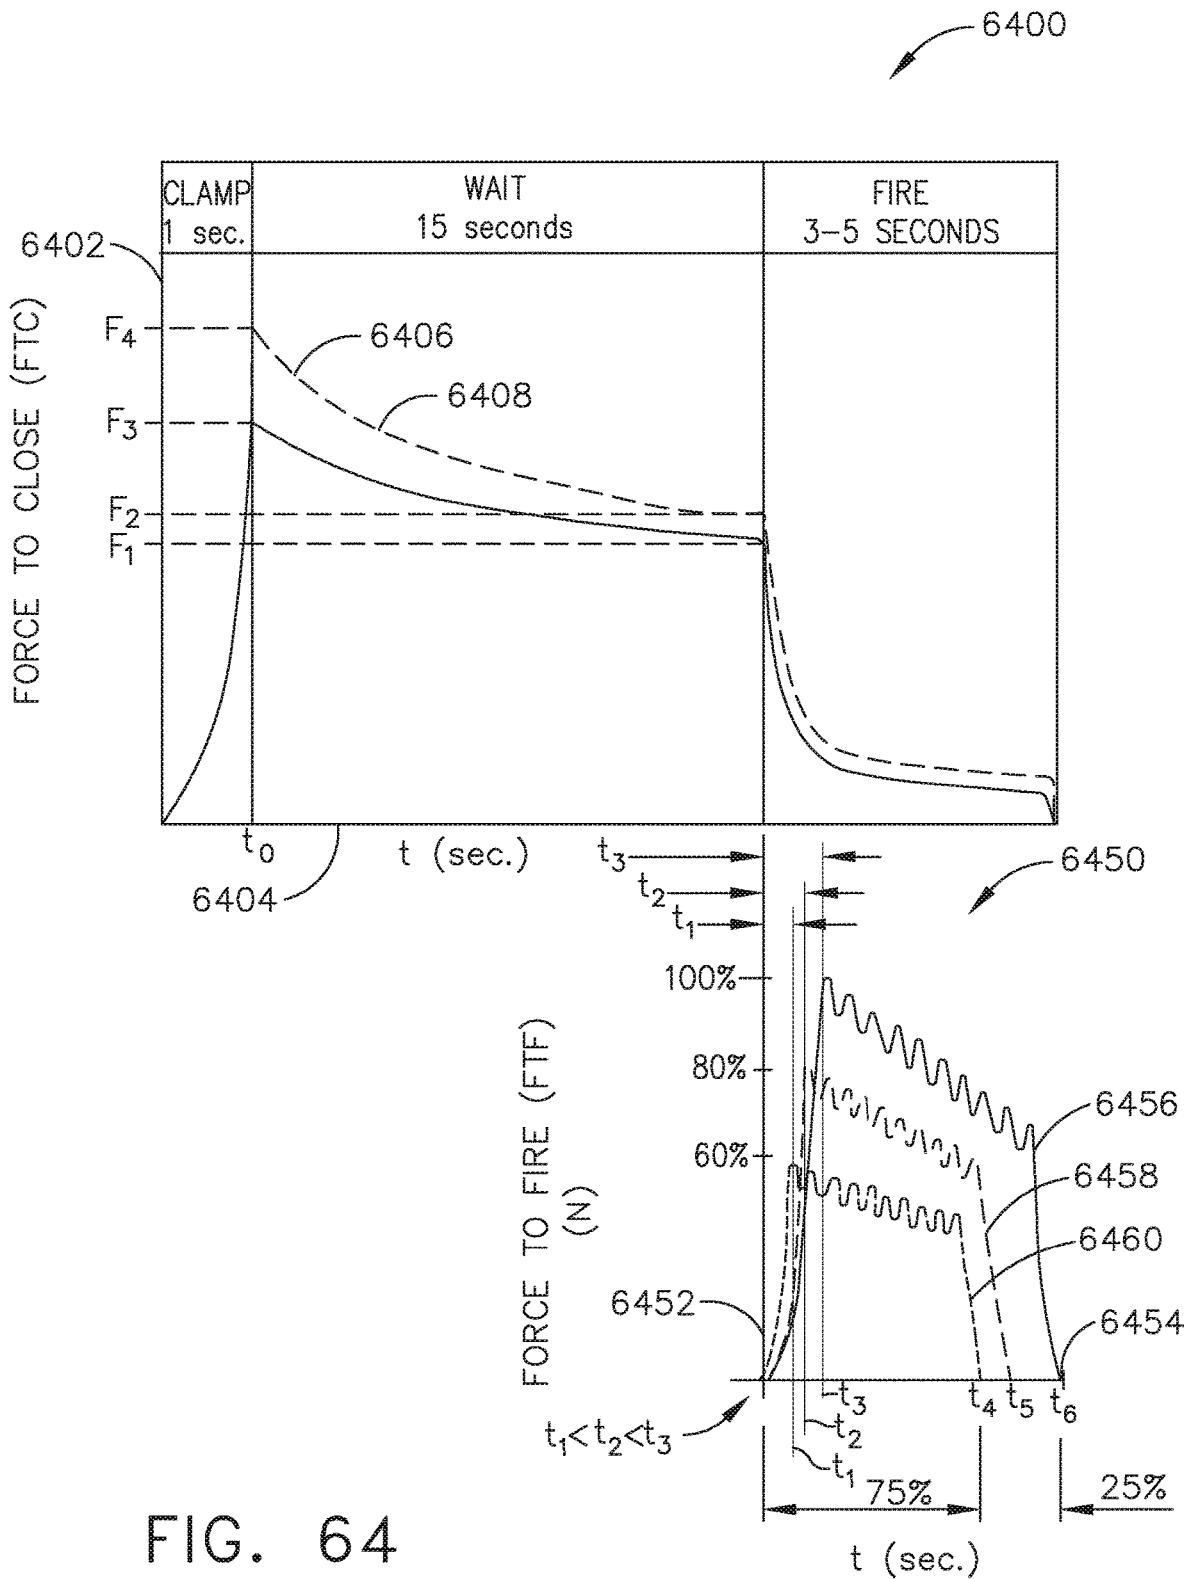 6400
CLAMP
1 sec.
WAIT
15 seconds
FIRE
3-5 SECONDS
6402
FORCE TO CLOSE (FTC)
F4
6406
6408
F3
F2
F1
t0
t (sec.)
6404
t3
t2
t1
6450
100%
80%
60%
FORCE TO FIRE (FTF)
(N)
6456
6458
6460
6452
6454
t3
t4
t5
t6
t2
t1
t1<t2<t3
75%
25%
t (sec.)
FIG. 64